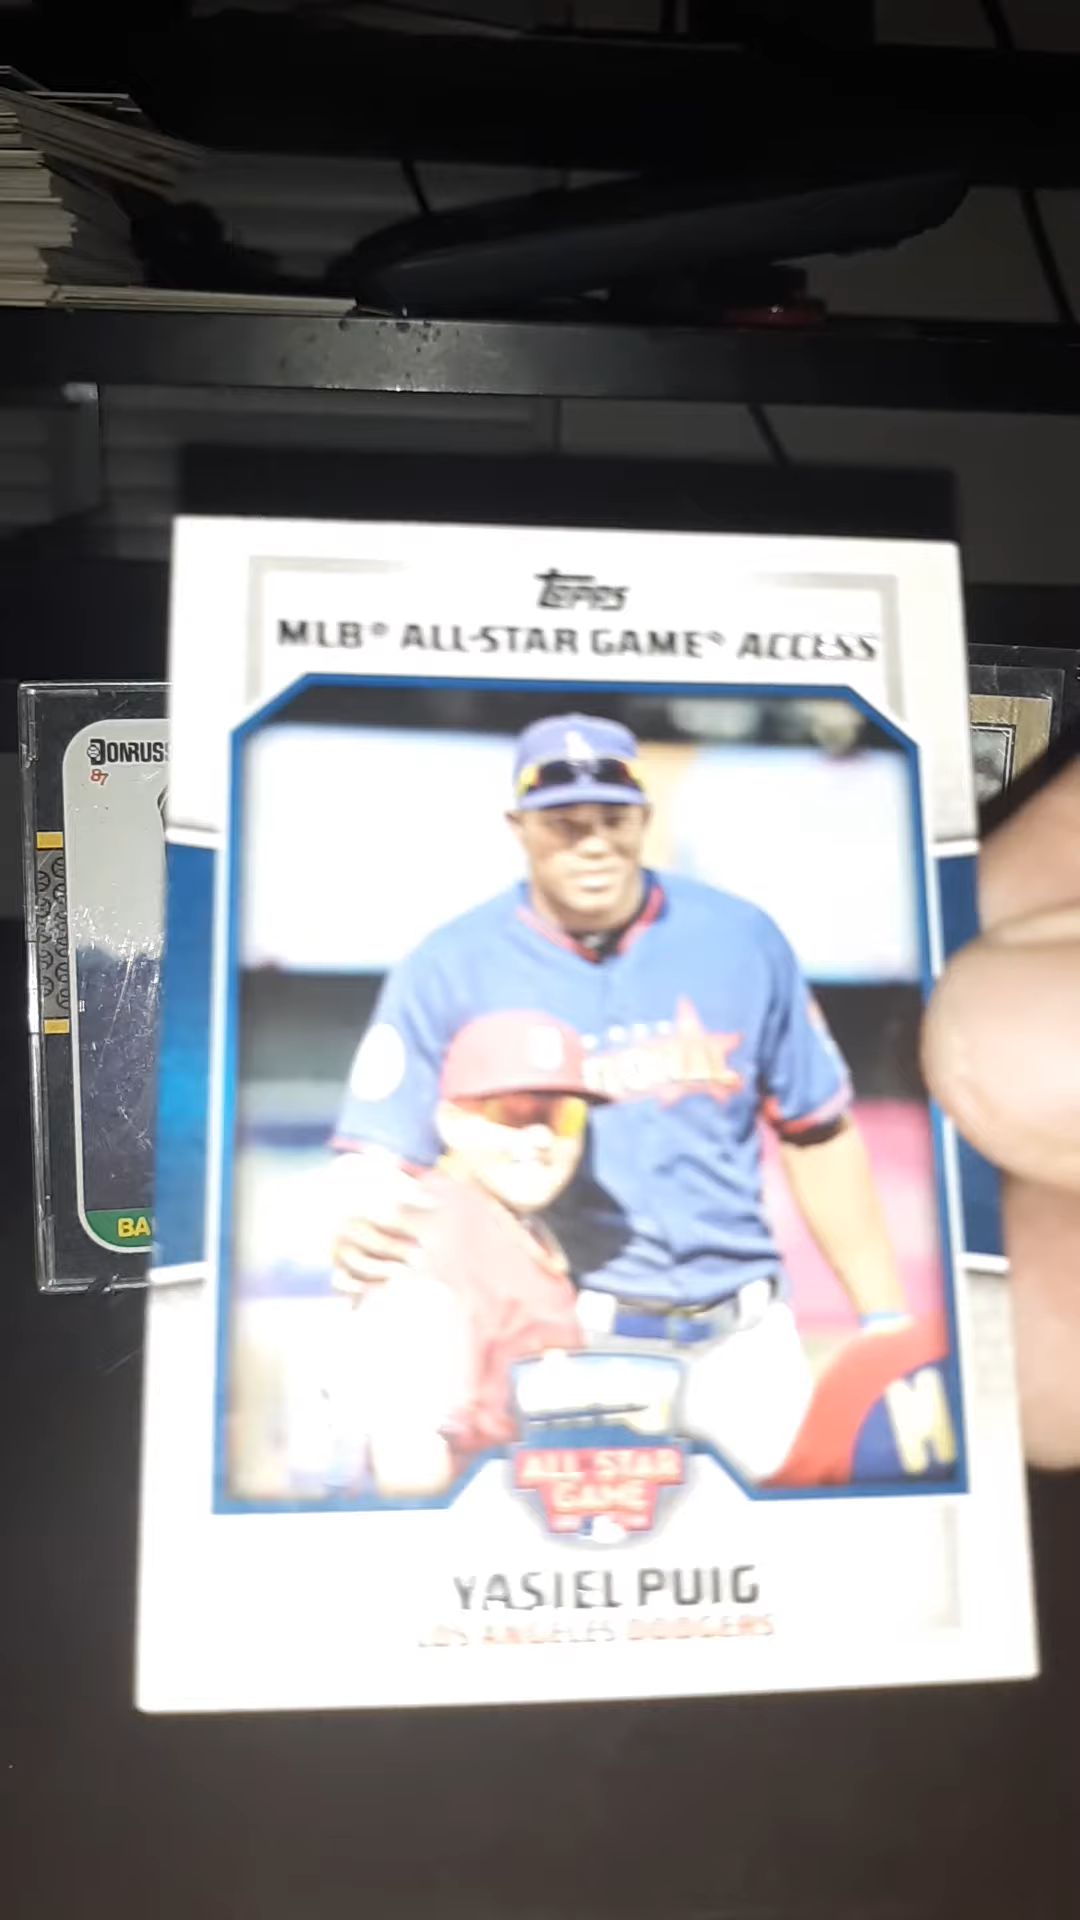 Topps
MLB® ALL-STAR GAME® ACCESS
DONRUSS
87
BA
M
ALL STAR
GAME
YASIEL PUIG
LOS ANGELES DODGERS